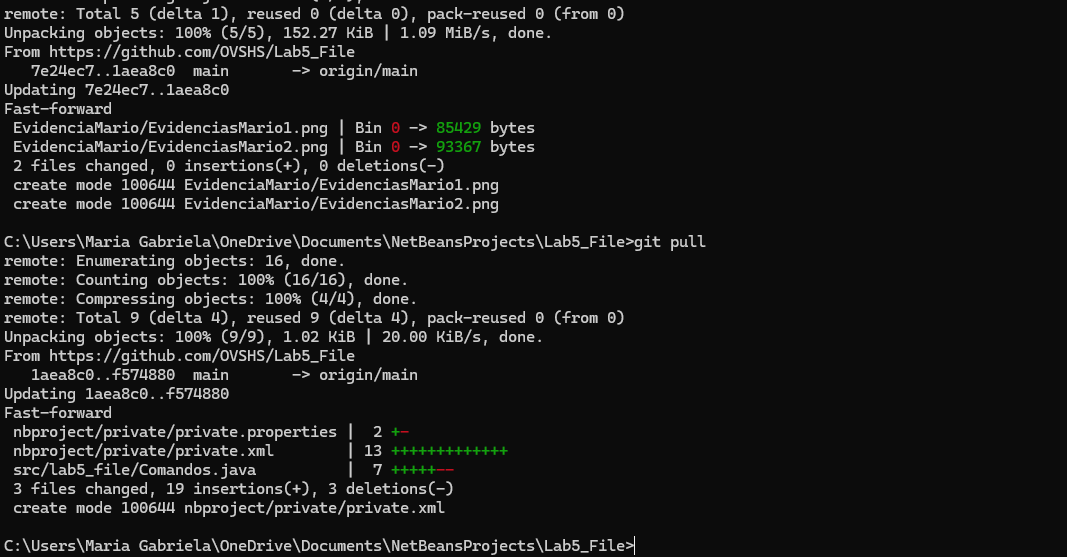 remote: Total 5 (delta 1), reused 0 (delta 0), pack-reused 0 (from 0)
Unpacking objects: 100% (5/5), 152.27 KiB | 1.09 MiB/s, done.
From https://github.com/OVSHS/Lab5_File
   7e24ec7..1aea8c0  main       -> origin/main
Updating 7e24ec7..1aea8c0
Fast-forward
 EvidenciaMario/EvidenciasMario1.png | Bin 0 -> 85429 bytes
 EvidenciaMario/EvidenciasMario2.png | Bin 0 -> 93367 bytes
 2 files changed, 0 insertions(+), 0 deletions(-)
 create mode 100644 EvidenciaMario/EvidenciasMario1.png
 create mode 100644 EvidenciaMario/EvidenciasMario2.png
C:\Users\Maria Gabriela\OneDrive\Documents\NetBeansProjects\Lab5_File>git pull
remote: Enumerating objects: 16, done.
remote: Counting objects: 100% (16/16), done.
remote: Compressing objects: 100% (4/4), done.
remote: Total 9 (delta 4), reused 9 (delta 4), pack-reused 0 (from 0)
Unpacking objects: 100% (9/9), 1.02 KiB | 20.00 KiB/s, done.
From https://github.com/OVSHS/Lab5_File
   1aea8c0..f574880  main       -> origin/main
Updating 1aea8c0..f574880
Fast-forward
 nbproject/private/private.properties |  2 +-
 nbproject/private/private.xml        | 13 +++++++++++++
 src/lab5_file/Comandos.java          |  7 +++++--
 3 files changed, 19 insertions(+), 3 deletions(-)
 create mode 100644 nbproject/private/private.xml
C:\Users\Maria Gabriela\OneDrive\Documents\NetBeansProjects\Lab5_File>